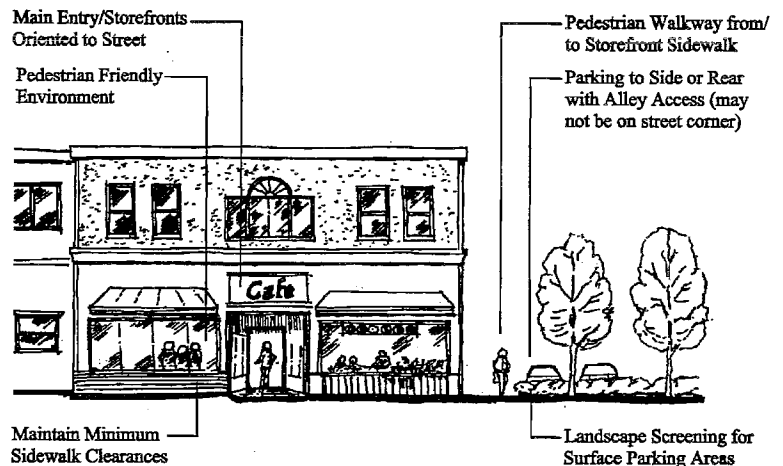 Main Entry/Storefronts
Oriented to Street
Pedestrian Friendly
Environment
Pedestrian Walkway from/
to Storefront Sidewalk
Parking to Side or Rear
with Alley Access (may
not be on street corner)
Cafe
Maintain Minimum
Sidewalk Clearances
Landscape Screening for
Surface Parking Areas